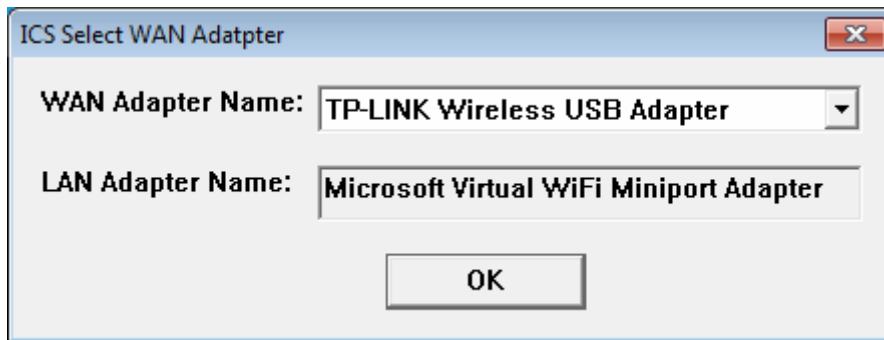 ICS Select WAN Adatpter
WAN Adapter Name: TP-LINK Wireless USB Adapter
LAN Adapter Name: Microsoft Virtual WiFi Miniport Adapter
OK